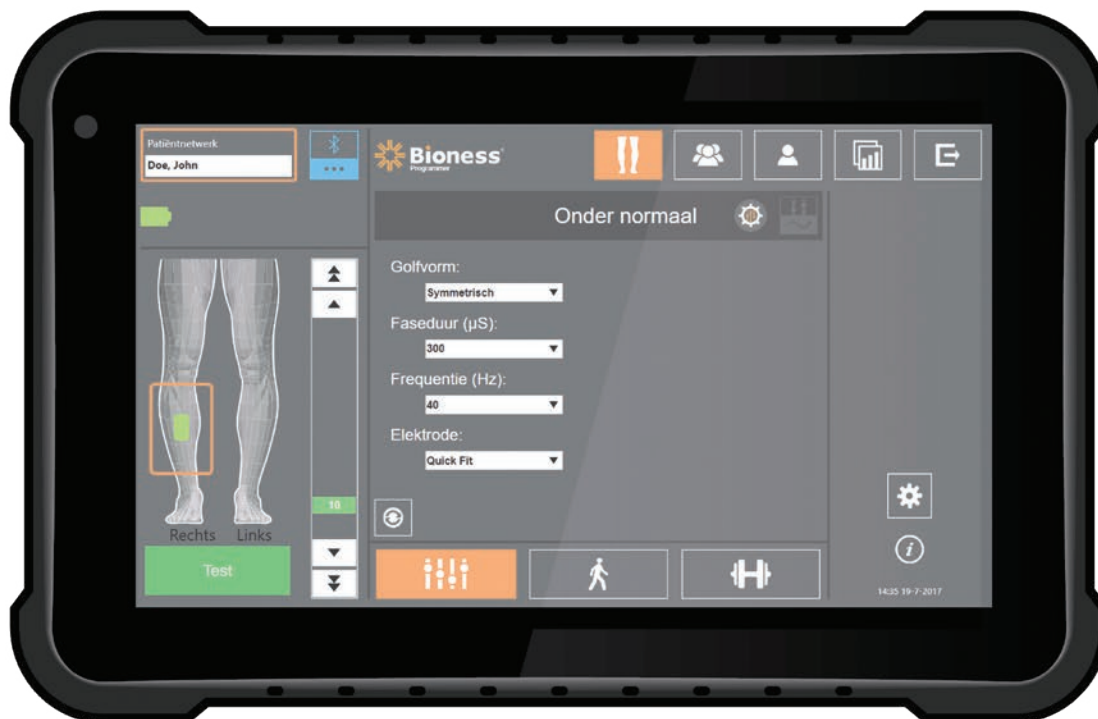 Patiëntnetwerk
Doe, John
Bioness
Programmer
Onder normaal
Golfvorm:
Symmetrisch
Faseduur (µS):
300
Frequentie (Hz):
40
Elektrode:
Quick Fit
10
Rechts Links
Test
14:35 19-7-2017